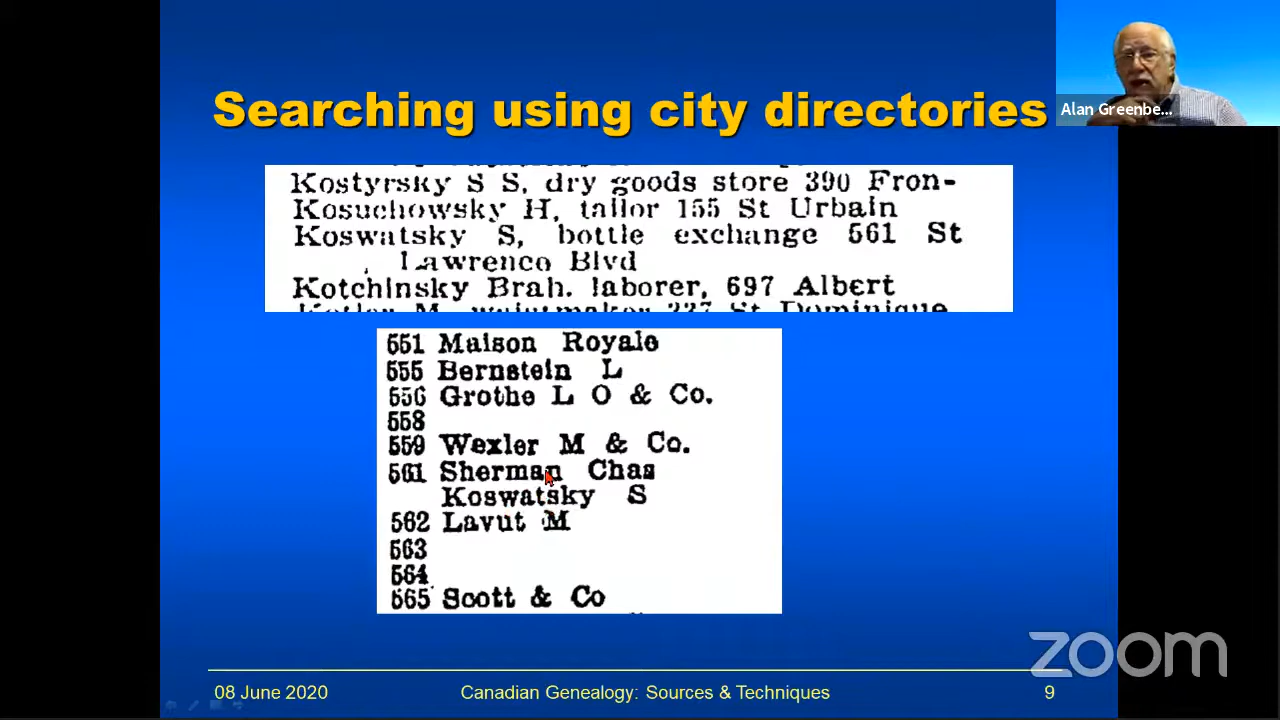 Alan Greenbe...
Searching using city directories
Kostyrsky S S, dry goods store 390 Fron-
Kosuchowsky H, tailor 155 St Urbain
Koswatsky S, bottle exchange 561 St
Lawrence Blvd
Kotchinsky Brah. laborer, 697 Albert
St Dominique
551 Maison Royale
555 Bernstein L
556 Grothe L O & Co.
558
559 Wexler M & Co.
561 Sherman Chas
Koswatsky S
562 Lavut M
563
564
565 Scott & Co
zoom
08 June 2020 Canadian Genealogy: Sources & Techniques 9